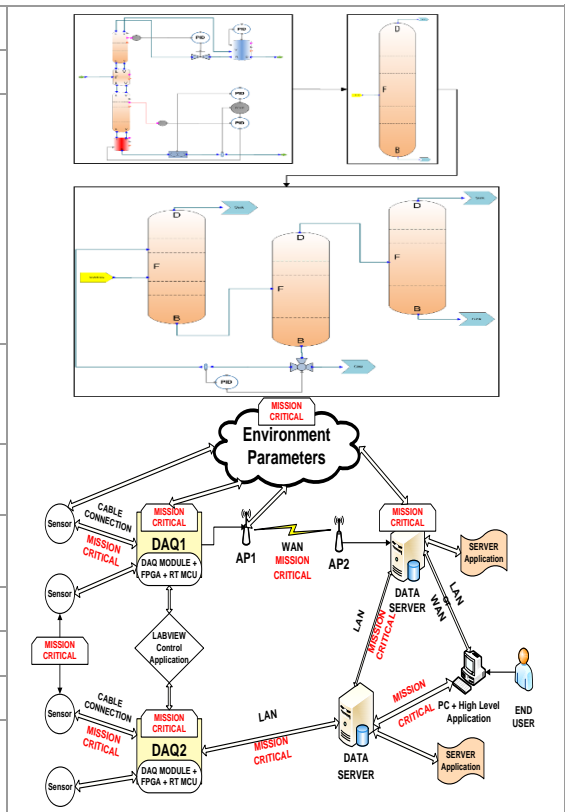 PID
PID
PID
PID
D
F
B
D
F
B
D
F
B
D
F
B
PID
MISSION
CRITICAL
Environment
Parameters
Sensor
CABLE
CONNECTION
MISSION
CRITICAL
MISSION
CRITICAL
DAQ1
DAQ MODULE +
FPGA + RT MCU
Sensor
AP1
WAN
MISSION
CRITICAL
AP2
MISSION
CRITICAL
DATA
SERVER
SERVER
Application
MISSION
CRITICAL
LABVIEW
Control
Application
LAN
MISSION
CRITICAL
LAN
or
WAN
Sensor
CABLE
CONNECTION
MISSION
CRITICAL
MISSION
CRITICAL
DAQ2
DAQ MODULE +
FPGA + RT MCU
Sensor
LAN
MISSION
CRITICAL
DATA
SERVER
MISSION
CRITICAL
PC + High Level
Application
END
USER
SERVER
Application